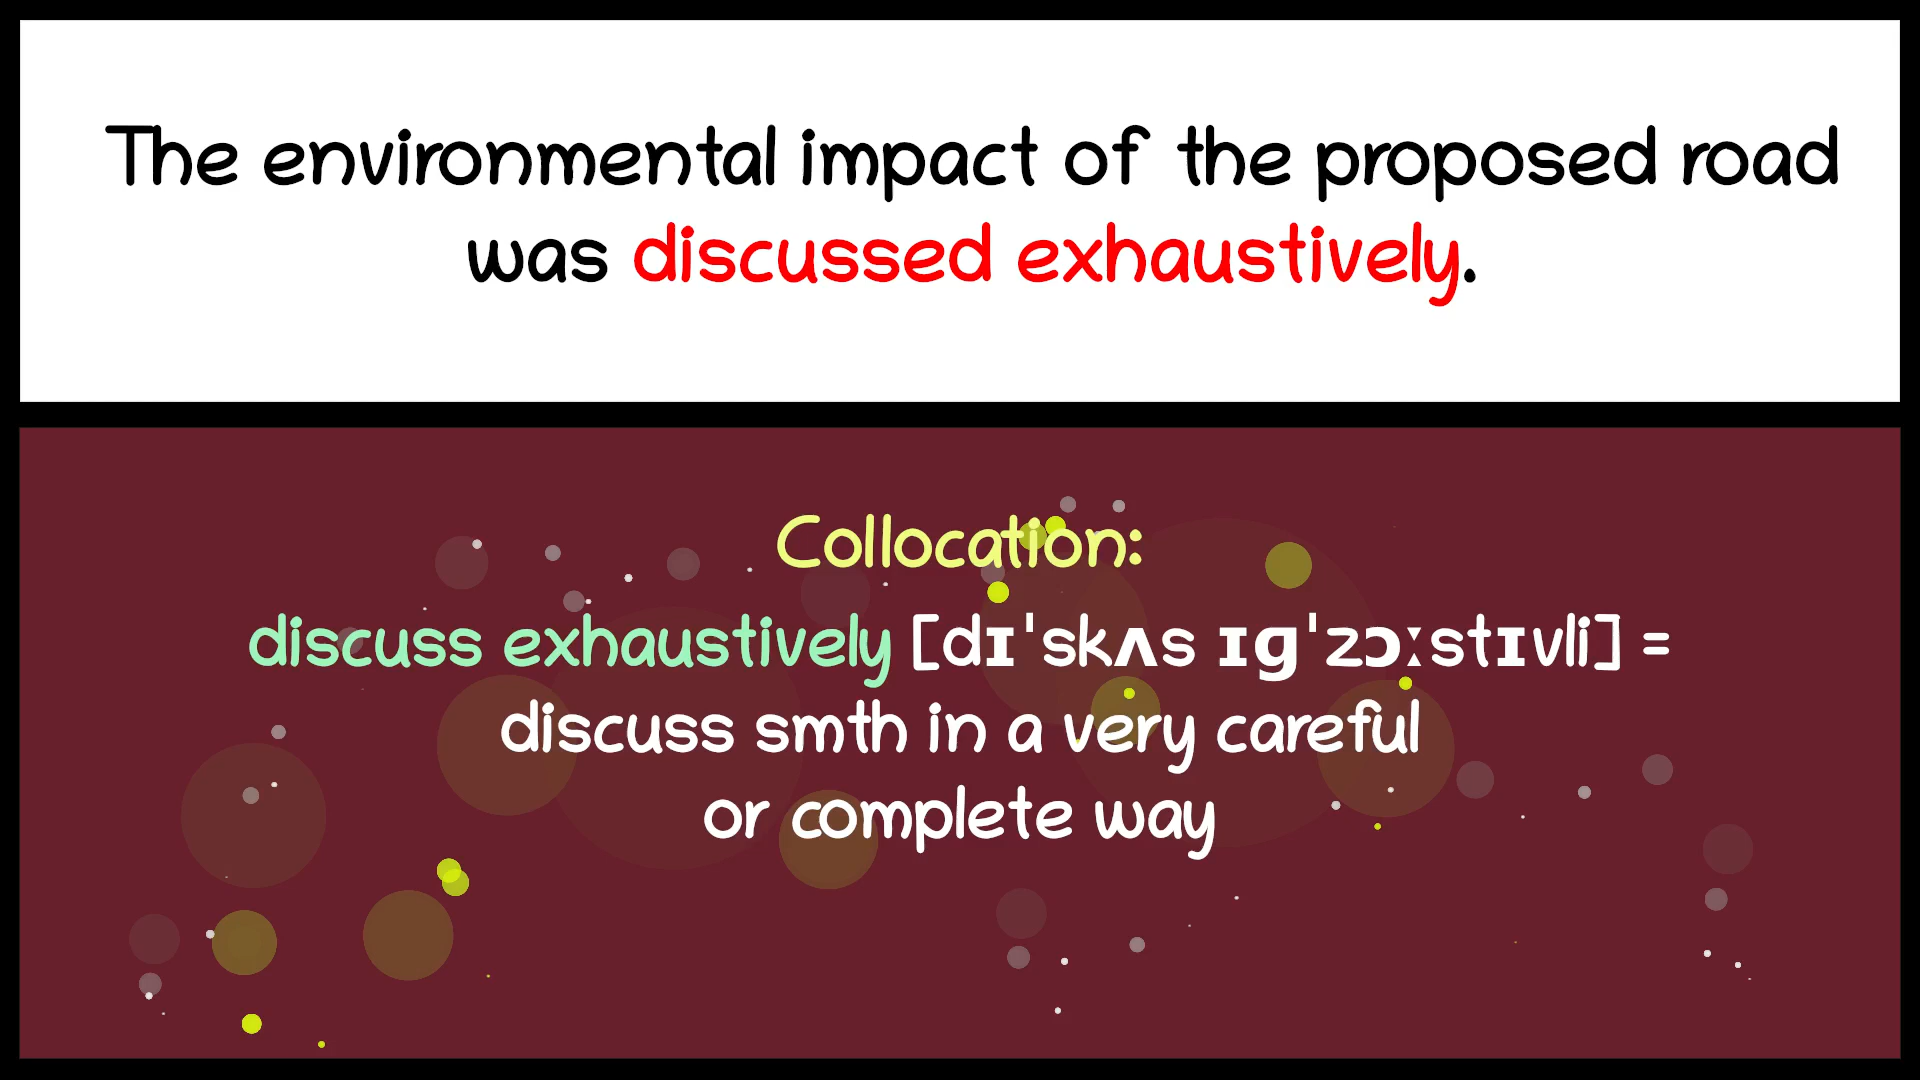 The environmental impact of the proposed road
was discussed exhaustively.
Collocation:
discuss exhaustively [dɪˈskʌs ɪɡˈzɔːstɪvli] =
discuss smth in a very careful
or complete way